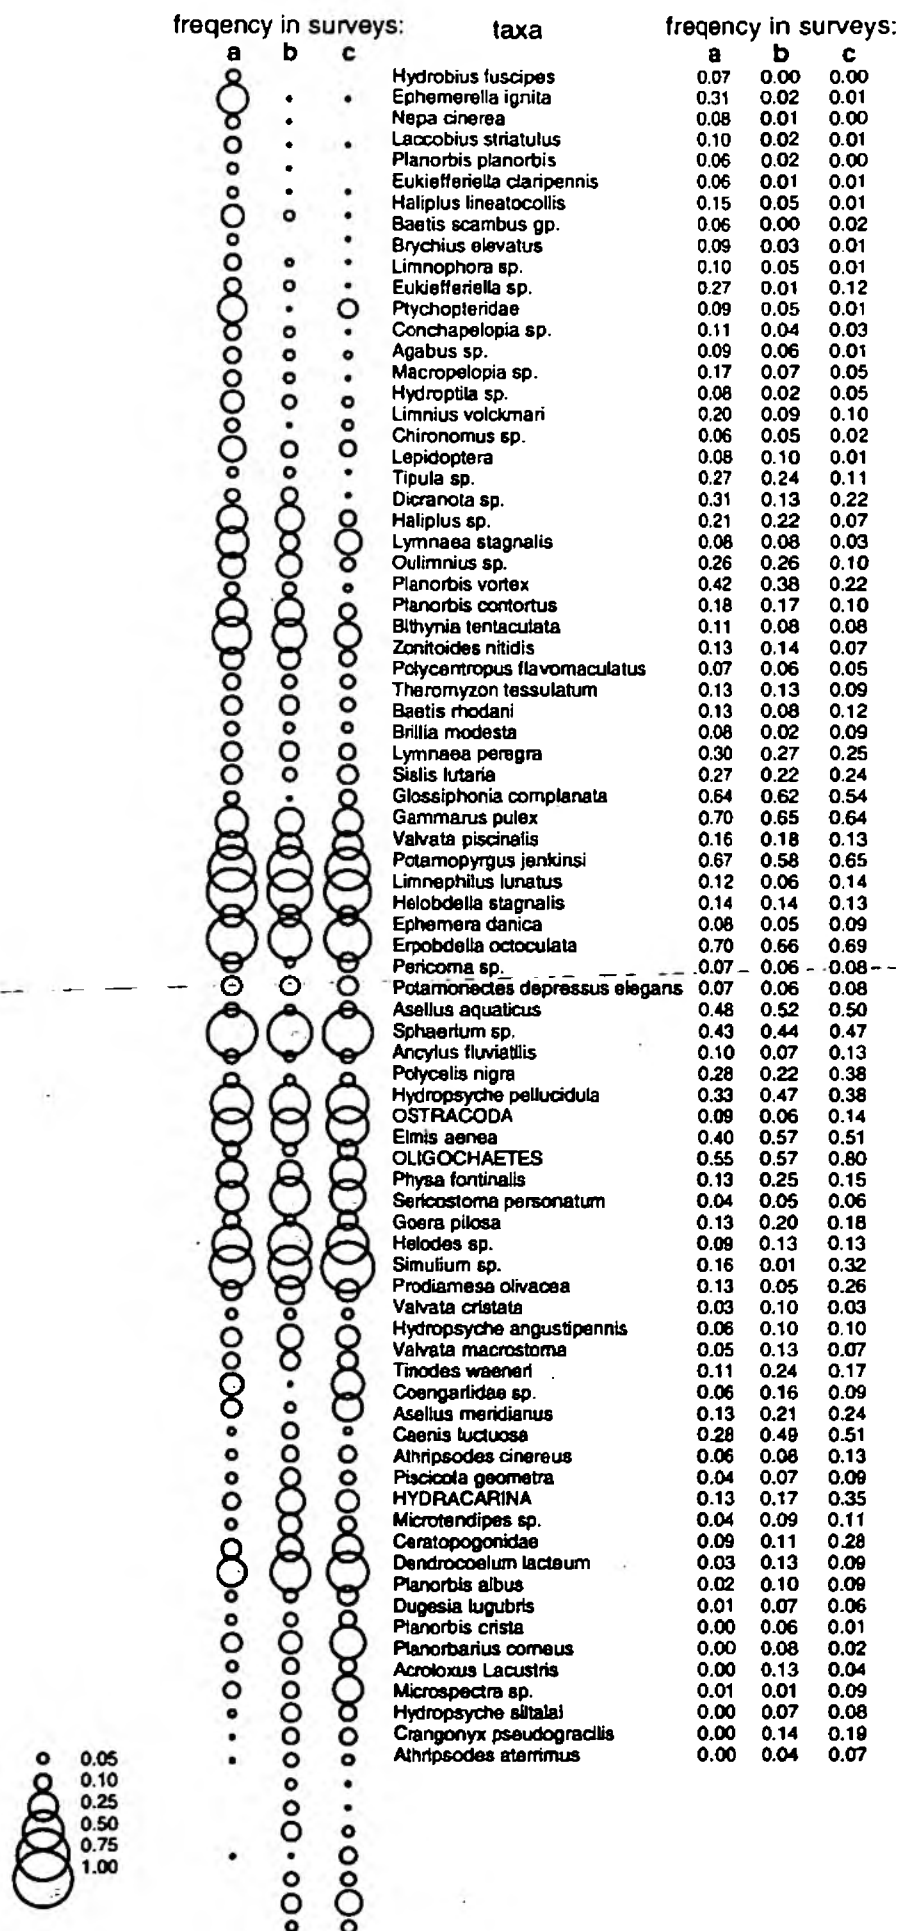 freqency in surveys: taxa freqency in surveys:
a b c a b c
Hydrobius fuscipes 0.07 0.00 0.00
Ephemerella ignita 0.31 0.02 0.01
Nepa cinerea 0.08 0.01 0.00
Laccobius striatulus 0.10 0.02 0.01
Planorbis planorbis 0.06 0.02 0.00
Eukiefferiella claripennis 0.06 0.01 0.01
Haliplus lineatocollis 0.15 0.05 0.01
Baetis scambus gp. 0.06 0.00 0.02
Brychius elevatus 0.09 0.03 0.01
Limnophora sp. 0.10 0.05 0.01
Eukiefferiella sp. 0.27 0.01 0.12
Ptychopteridae 0.09 0.05 0.01
Conchapelopia sp. 0.11 0.04 0.03
Agabus sp. 0.09 0.06 0.01
Macropelopia sp. 0.17 0.07 0.05
Hydroptila sp. 0.08 0.02 0.05
Limnius volckmari 0.20 0.09 0.10
Chironomus sp. 0.06 0.05 0.02
Lepidoptera 0.08 0.10 0.01
Tipula sp. 0.27 0.24 0.11
Dicranota sp. 0.31 0.13 0.22
Haliplus sp. 0.21 0.22 0.07
Lymnaea stagnalis 0.08 0.08 0.03
Oulimnius sp. 0.26 0.26 0.10
Planorbis vortex 0.42 0.38 0.22
Planorbis contortus 0.18 0.17 0.10
Bithynia tentaculata 0.11 0.08 0.08
Zonitoides nitidis 0.13 0.14 0.07
Polycentropus flavomaculatus 0.07 0.06 0.05
Theromyzon tessulatum 0.13 0.13 0.09
Baetis rhodani 0.13 0.08 0.12
Brillia modesta 0.08 0.02 0.09
Lymnaea peregra 0.30 0.27 0.25
Sislis lutaria 0.27 0.22 0.24
Glossiphonia complanata 0.64 0.62 0.54
Gammarus pulex 0.70 0.65 0.64
Valvata piscinalis 0.16 0.18 0.13
Potamopyrgus jenkinsi 0.67 0.58 0.65
Limnephilus lunatus 0.12 0.06 0.14
Helobdella stagnalis 0.14 0.14 0.13
Ephemera danica 0.08 0.05 0.09
Erpobdella octoculata 0.70 0.66 0.69
Pericoma sp. 0.07 0.06 0.08
Potamonectes depressus elegans 0.07 0.06 0.08
Asellus aquaticus 0.48 0.52 0.50
Sphaerium sp. 0.43 0.44 0.47
Ancylus fluviatilis 0.10 0.07 0.13
Polycelis nigra 0.28 0.22 0.38
Hydropsyche pellucidula 0.33 0.47 0.38
OSTRACODA 0.09 0.06 0.14
Elmis aenea 0.40 0.57 0.51
OLIGOCHAETES 0.55 0.57 0.80
Physa fontinalis 0.13 0.25 0.15
Sericostoma personatum 0.04 0.05 0.06
Goera pilosa 0.13 0.20 0.18
Helodes sp. 0.09 0.13 0.13
Simulium sp. 0.16 0.01 0.32
Prodiamesa olivacea 0.13 0.05 0.26
Valvata cristata 0.03 0.10 0.03
Hydropsyche angustipennis 0.06 0.10 0.10
Valvata macrostoma 0.05 0.13 0.07
Tinodes waeneri 0.11 0.24 0.17
Coengarlidae sp. 0.06 0.16 0.09
Asellus meridianus 0.13 0.21 0.24
Caenis luctuosa 0.28 0.49 0.51
Athripsodes cinereus 0.06 0.08 0.13
Piscicola geometra 0.04 0.07 0.09
HYDRACARINA 0.13 0.17 0.35
Microtendipes sp. 0.04 0.09 0.11
Ceratopogonidae 0.09 0.11 0.28
Dendrocoelum lacteum 0.03 0.13 0.09
Planorbis albus 0.02 0.10 0.09
Dugesia lugubris 0.01 0.07 0.06
Planorbis crista 0.00 0.06 0.01
Planorbarius corneus 0.00 0.08 0.02
Acroloxus Lacustris 0.00 0.13 0.04
Microspectra sp. 0.01 0.01 0.09
Hydropsyche siltalai 0.00 0.07 0.08
Crangonyx pseudogracilis 0.00 0.14 0.19
Athripsodes aterrimus 0.00 0.04 0.07
0.05
0.10
0.25
0.50
0.75
1.00